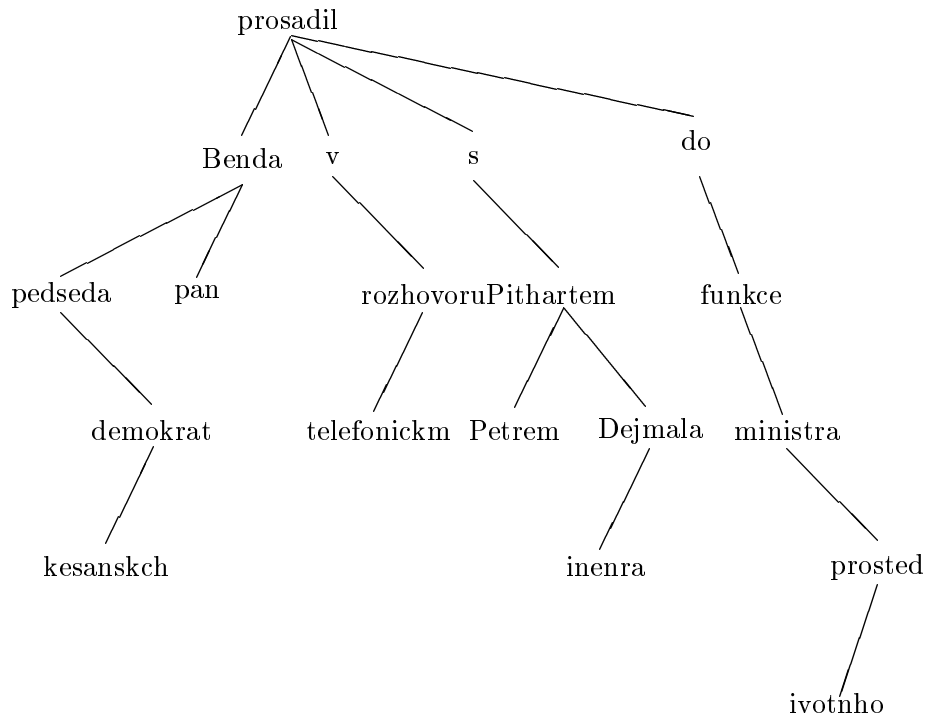 prosadil
Benda v s do
pedseda pan rozhovoruPithartem funkce
demokrat telefonickm Petrem Dejmala ministra
kesanskch inenra prosted
ivotnho